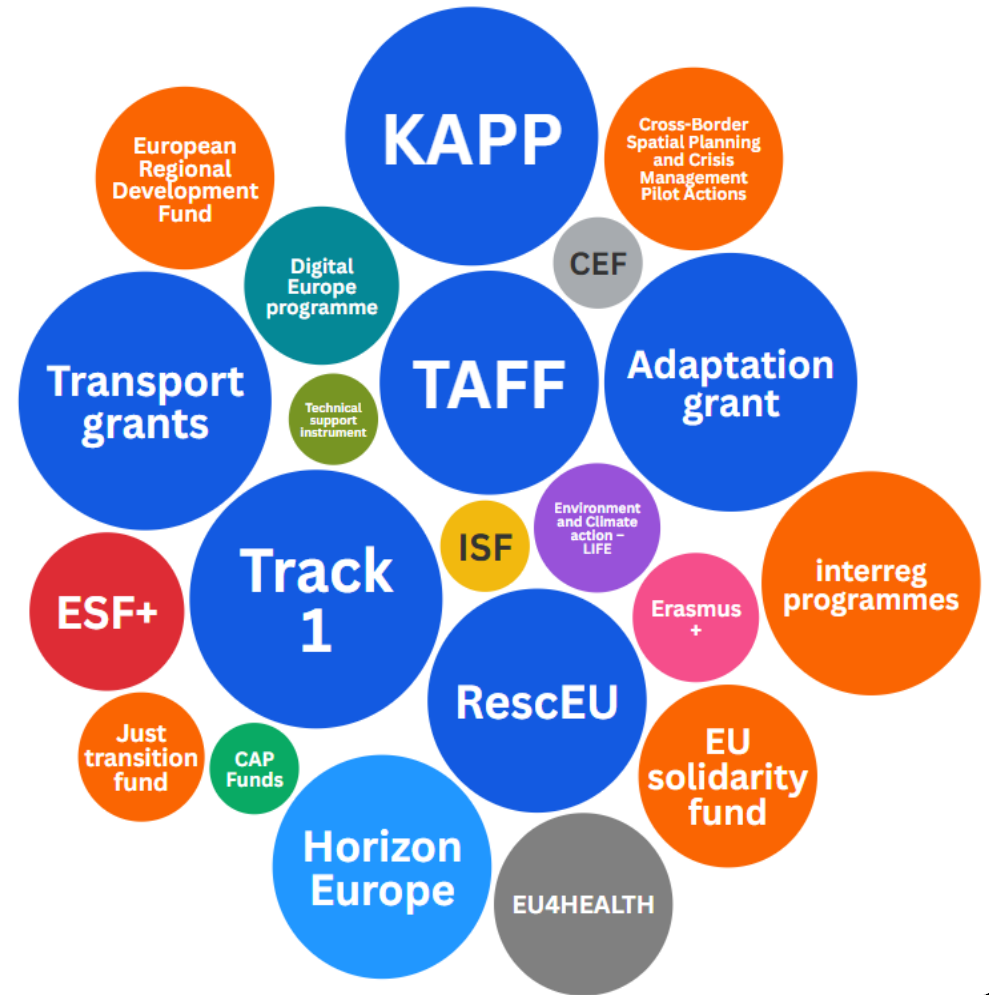 KAPP
Cross-Border
Spatial Planning
and Crisis
Management
Pilot Actions
European
Regional
Development
Fund
Digital
Europe
programme
CEF
Transport
grants
TAFF
Adaptation
grant
Technical
support
instrument
Track
1
ISF
Environment
and Climate
action –
LIFE
interreg
programmes
ESF+
Erasmus
+
RescEU
Just
transition
fund
CAP
Funds
EU
solidarity
fund
Horizon
Europe
EU4HEALTH